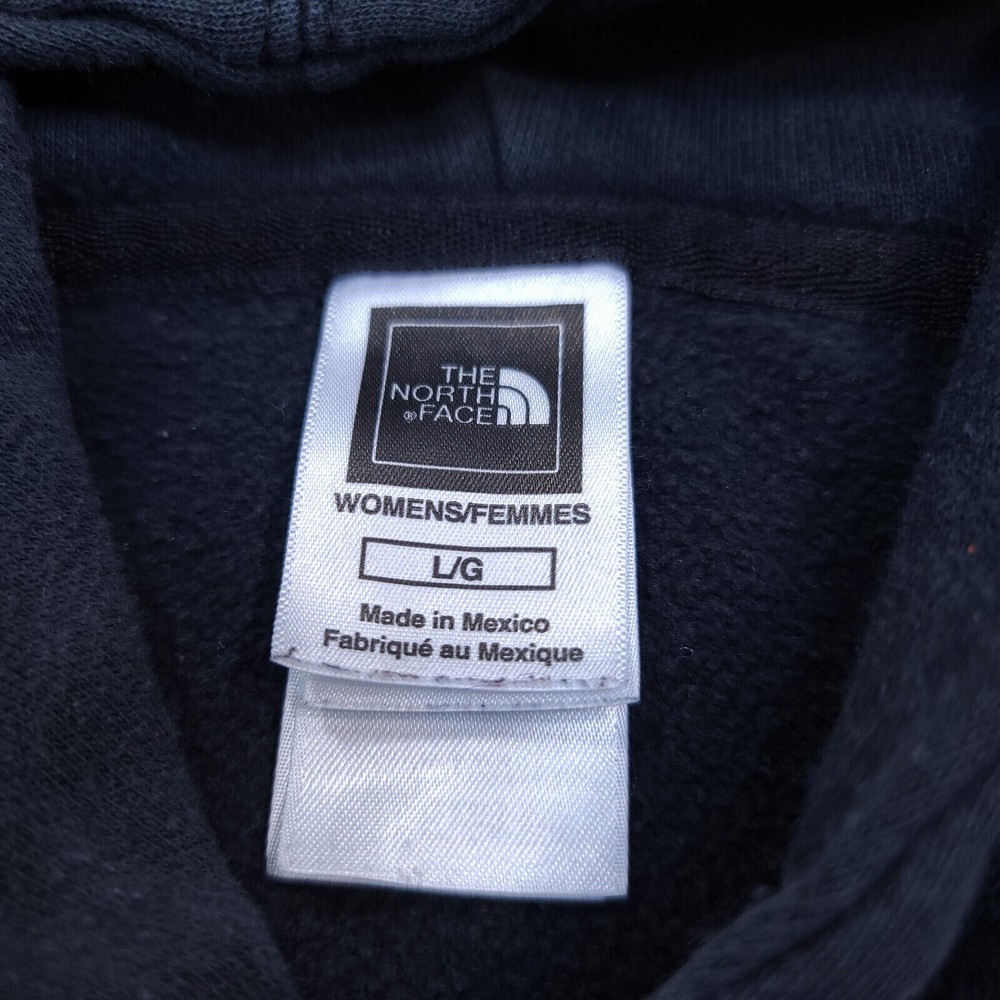 THE
NORTH
®FACE
WOMENS/FEMMES
L/G
Made in Mexico
Fabriqué au Mexique